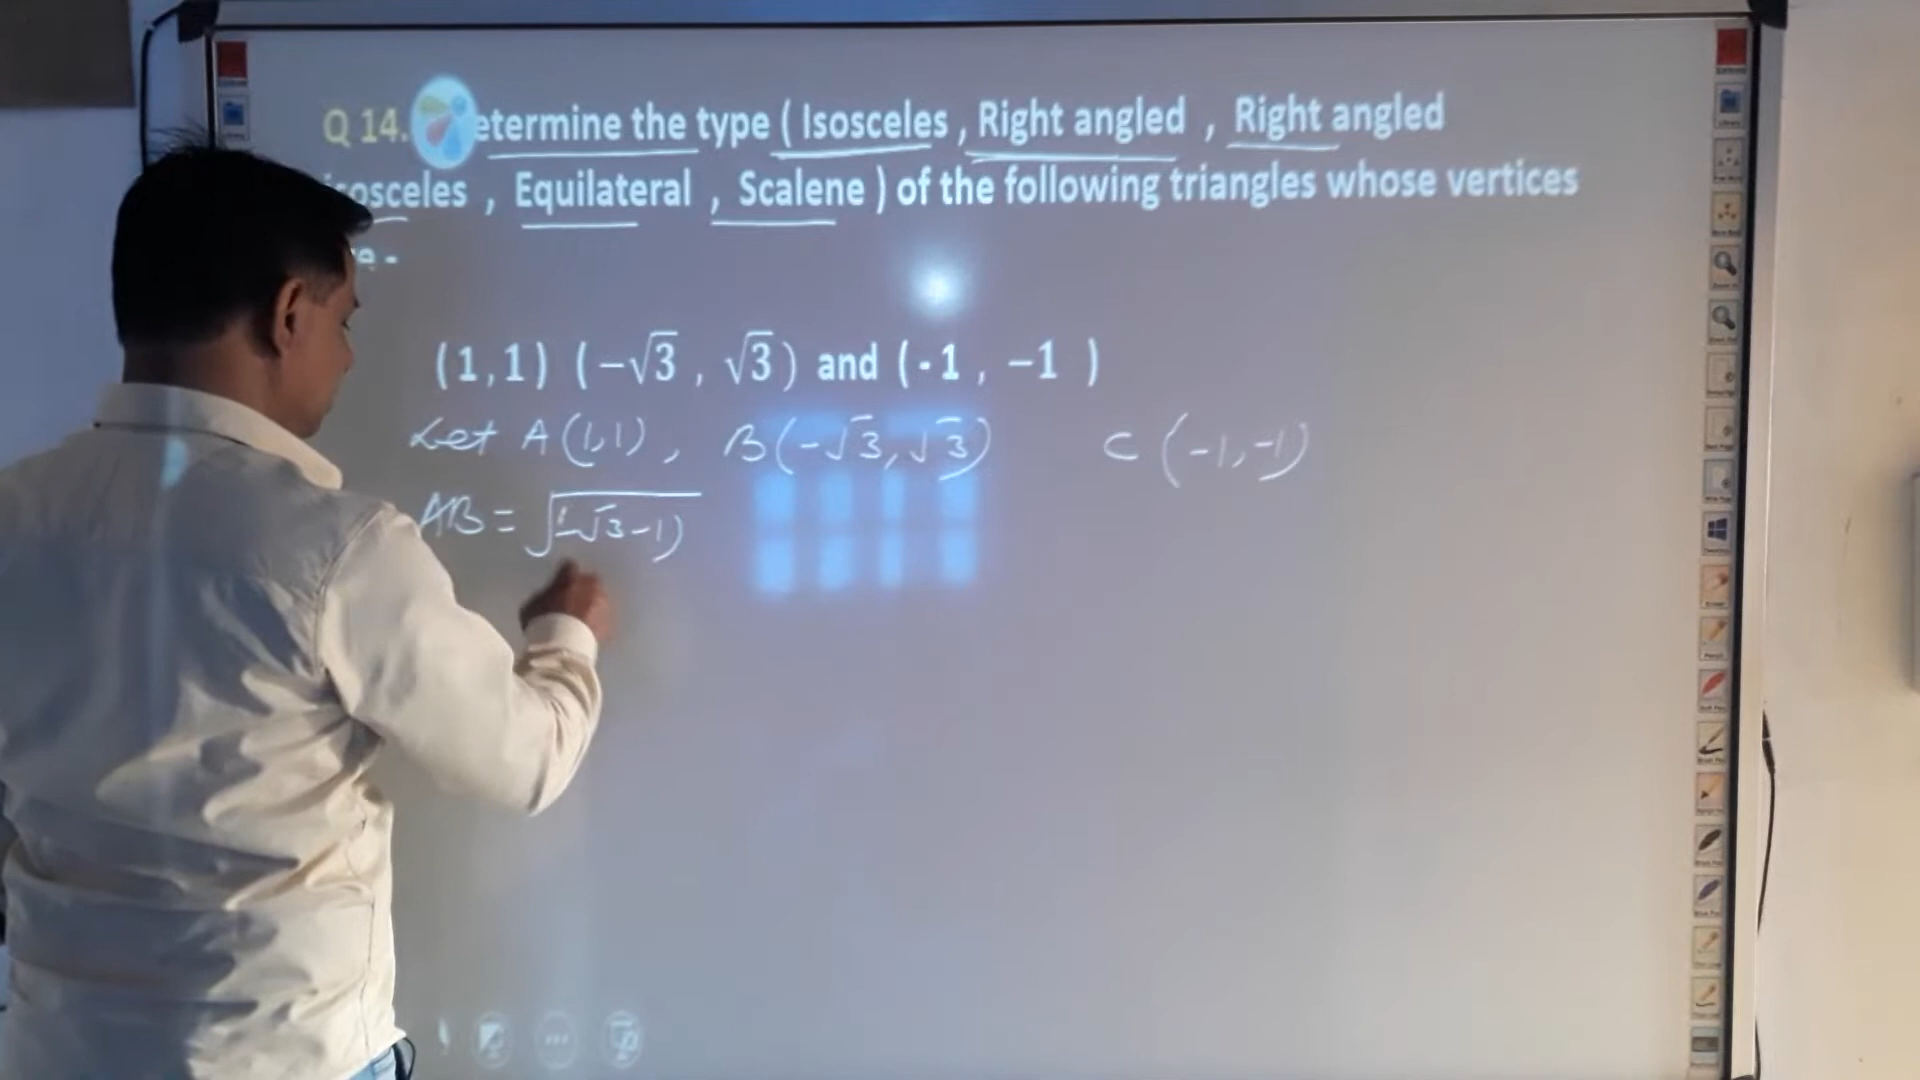 Q 14. etermine the type ( Isosceles , Right angled , Right angled
isosceles , Equilateral , Scalene ) of the following triangles whose vertices
e -
(1,1) (−√3 , √3) and (-1 , −1 )
Let A(1,1), B(-√3,√3) C(-1,-1)
AB = √(-√3-1)